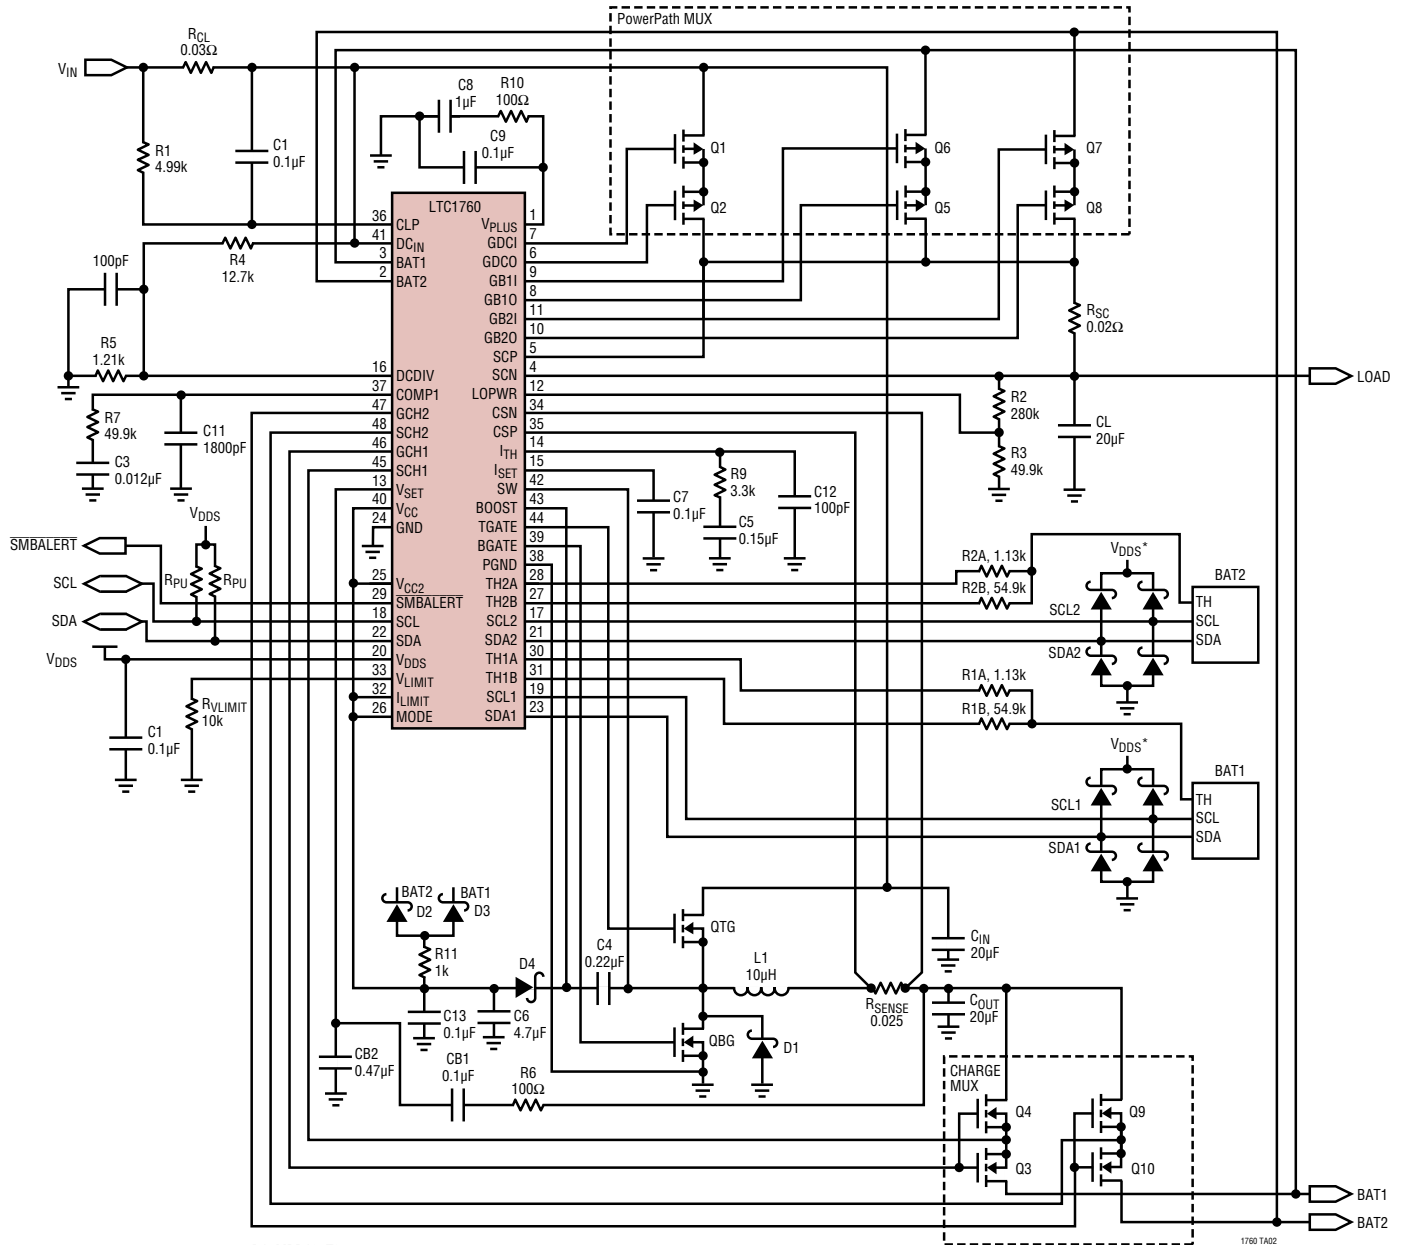 PowerPath MUX
RCL
0.03Ω
VIN
R1
4.99k
C1
0.1µF
C8
1µF
R10
100Ω
C9
0.1µF
Q1
Q2
Q6
Q5
Q7
Q8
LTC1760
36 CLP
41 DCIN
3 BAT1
2 BAT2
16 DCDIV
37 COMP1
47 GCH2
48 SCH2
46 GCH1
45 SCH1
13 VSET
40 VCC
24 GND
25 VCC2
29 SMBALERT
18 SCL
22 SDA
20 VDDS
33 VLIMIT
32 ILIMIT
26 MODE
VPLUS 1
GDCI 7
GDCO 6
GB1I 9
GB1O 8
GB2I 11
GB2O 10
SCP 5
SCN 4
LOPWR 12
CSN 34
CSP 35
ITH 14
ISET 15
SW 42
BOOST 43
TGATE 44
BGATE 39
PGND 38
TH2A 28
TH2B 27
SCL2 17
SDA2 21
TH1A 30
TH1B 31
SCL1 19
SDA1 23
R4
12.7k
100pF
R5
1.21k
R7
49.9k
C3
0.012µF
C11
1800pF
VDDS
SMBALERT
SCL
SDA
RPU
RPU
VDDS
C1
0.1µF
RVLIMIT
10k
RSC
0.02Ω
LOAD
R2
280k
R3
49.9k
CL
20µF
C7
0.1µF
R9
3.3k
C5
0.15µF
C12
100pF
R2A, 1.13k
R2B, 54.9k
VDDS*
BAT2
TH
SCL
SDA
SCL2
SDA2
R1A, 1.13k
R1B, 54.9k
VDDS*
BAT1
TH
SCL
SDA
SCL1
SDA1
BAT2
D2
BAT1
D3
R11
1k
D4
C4
0.22µF
C13
0.1µF
C6
4.7µF
CB2
0.47µF
CB1
0.1µF
R6
100Ω
QTG
QBG
D1
L1
10µH
RSENSE
0.025
CIN
20µF
COUT
20µF
CHARGE
MUX
Q4
Q3
Q9
Q10
BAT1
BAT2
1760 TA02